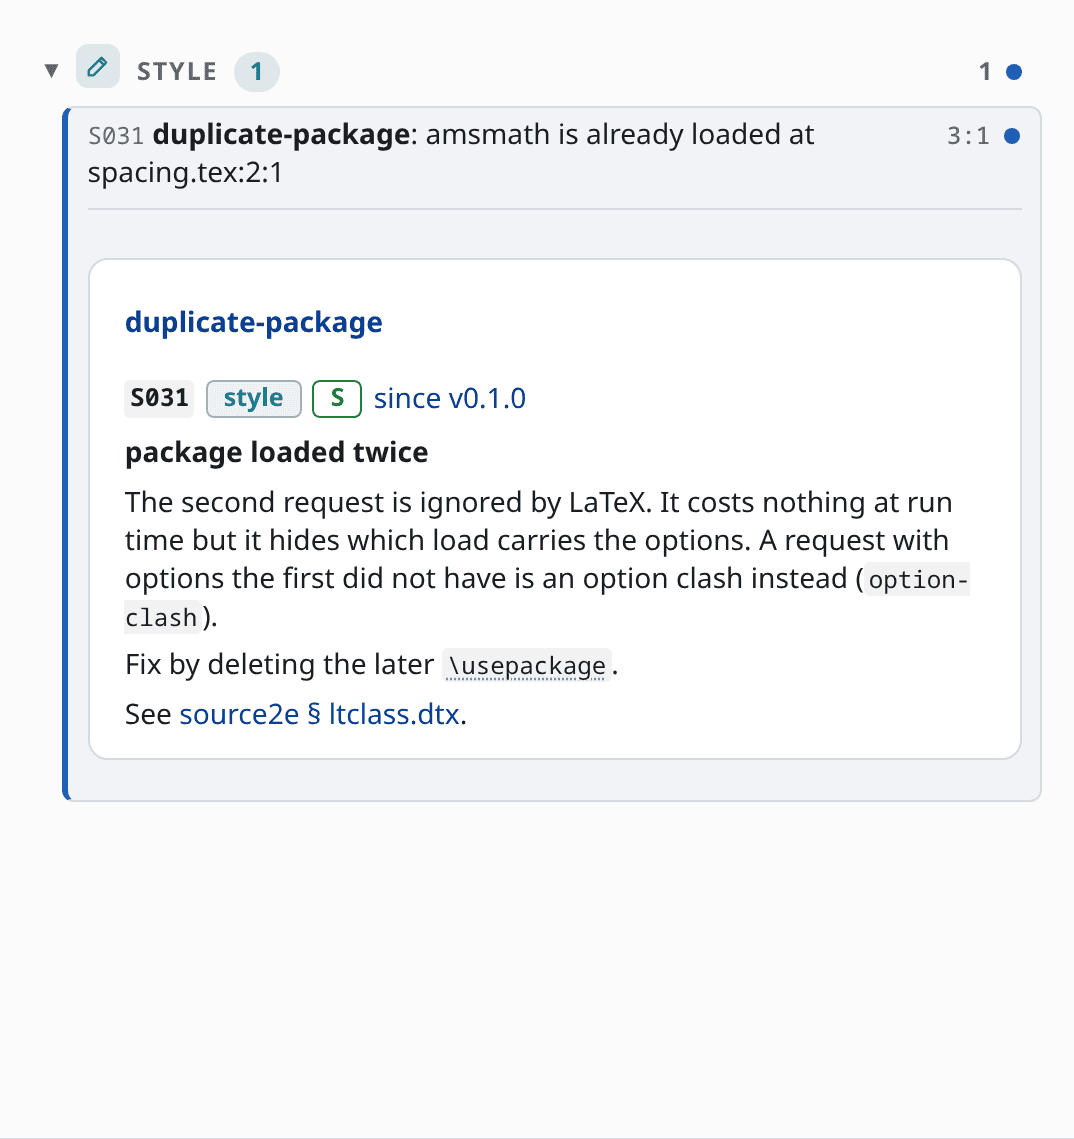 ▼ STYLE 1 1
S031 duplicate-package: amsmath is already loaded at 3:1
spacing.tex:2:1
duplicate-package
S031 style S since v0.1.0
package loaded twice
The second request is ignored by LaTeX. It costs nothing at run
time but it hides which load carries the options. A request with
options the first did not have is an option clash instead (option-
clash).
Fix by deleting the later \usepackage.
See source2e § ltclass.dtx.